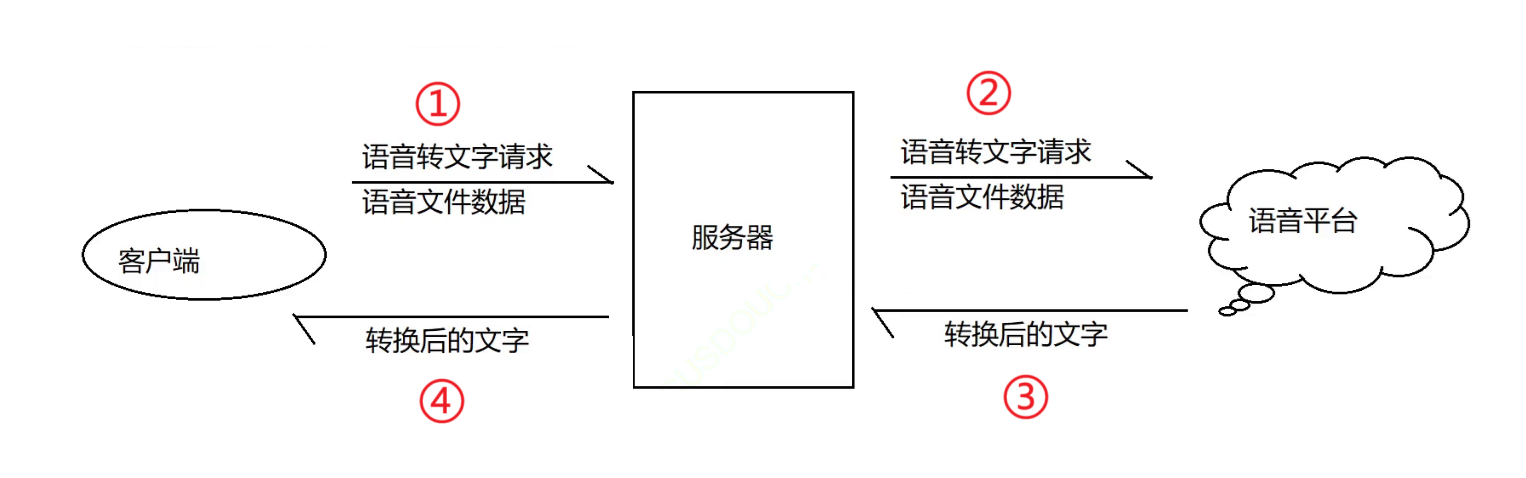 ①
语音转文字请求
语音文件数据
②
语音转文字请求
语音文件数据
客户端
服务器
语音平台
转换后的文字
④
转换后的文字
③